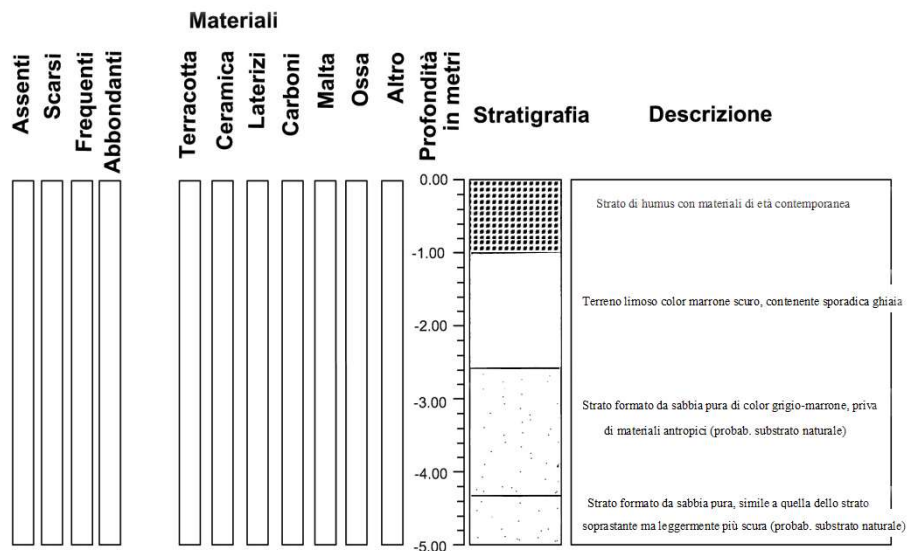 Materiali
Assenti
Scarsi
Frequenti
Abbondanti
Terracotta
Ceramica
Laterizi
Carboni
Malta
Ossa
Altro
Profondità
in metri
Stratigrafia
Descrizione
0.00
Strato di humus con materiali di età contemporanea
-1.00
Terreno limoso color marrone scuro, contenente sporadica ghiaia
-2.00
-3.00
Strato formato da sabbia pura di color grigio-marrone, priva
di materiali antropici (probab. substrato naturale)
-4.00
Strato formato da sabbia pura, simile a quella dello strato
soprastante ma leggermente più scura (probab. substrato naturale)
-5.00